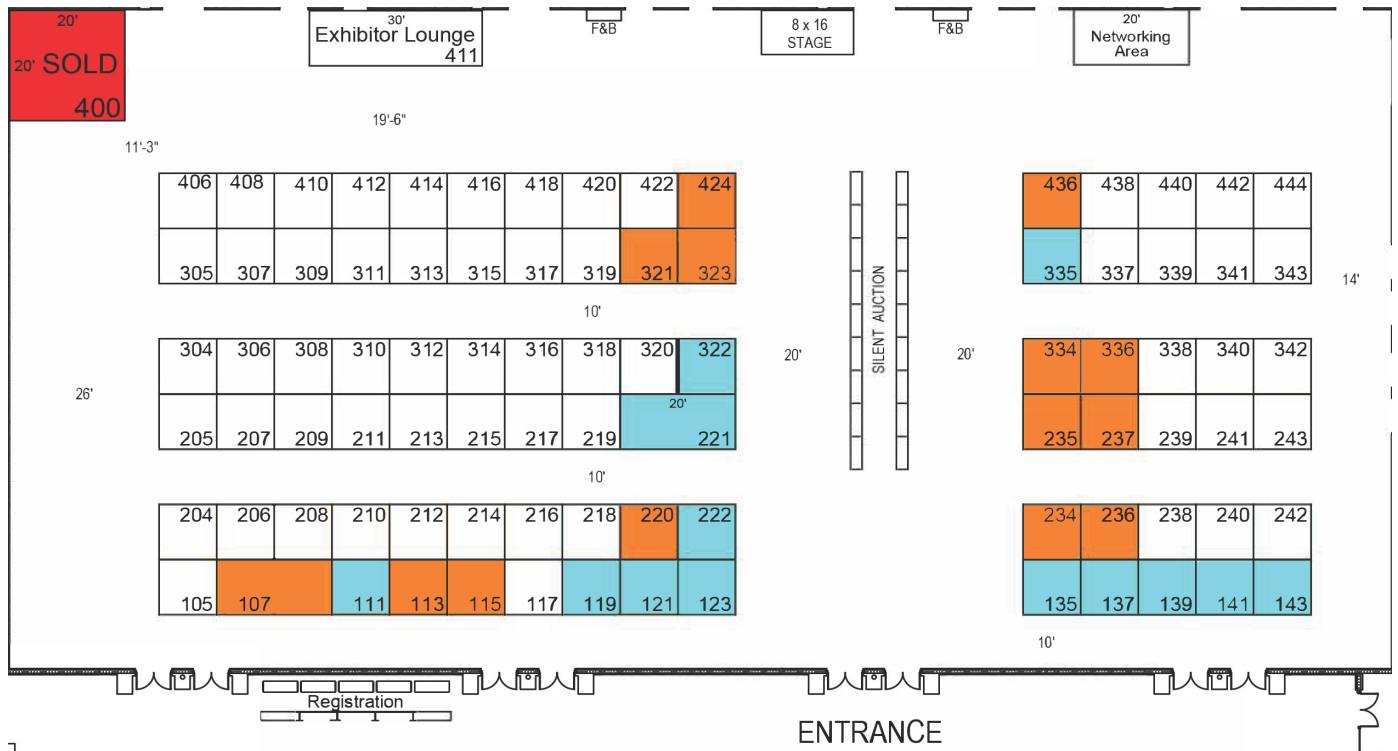 20'
20' SOLD
400
30'
Exhibitor Lounge
411
F&B
8 x 16
STAGE
F&B
20'
Networking
Area
19'-6"
11'-3"
406 408 410 412 414 416 418 420 422 424
436 438 440 442 444
305 307 309 311 313 315 317 319 321 323
335 337 339 341 343
14'
10'
SILENT AUCTION
304 306 308 310 312 314 316 318 320 322
20'
20'
334 336 338 340 342
26'
20'
205 207 209 211 213 215 217 219 221
235 237 239 241 243
10'
204 206 208 210 212 214 216 218 220 222
234 236 238 240 242
105 107 111 113 115 117 119 121 123
135 137 139 141 143
10'
Registration
ENTRANCE